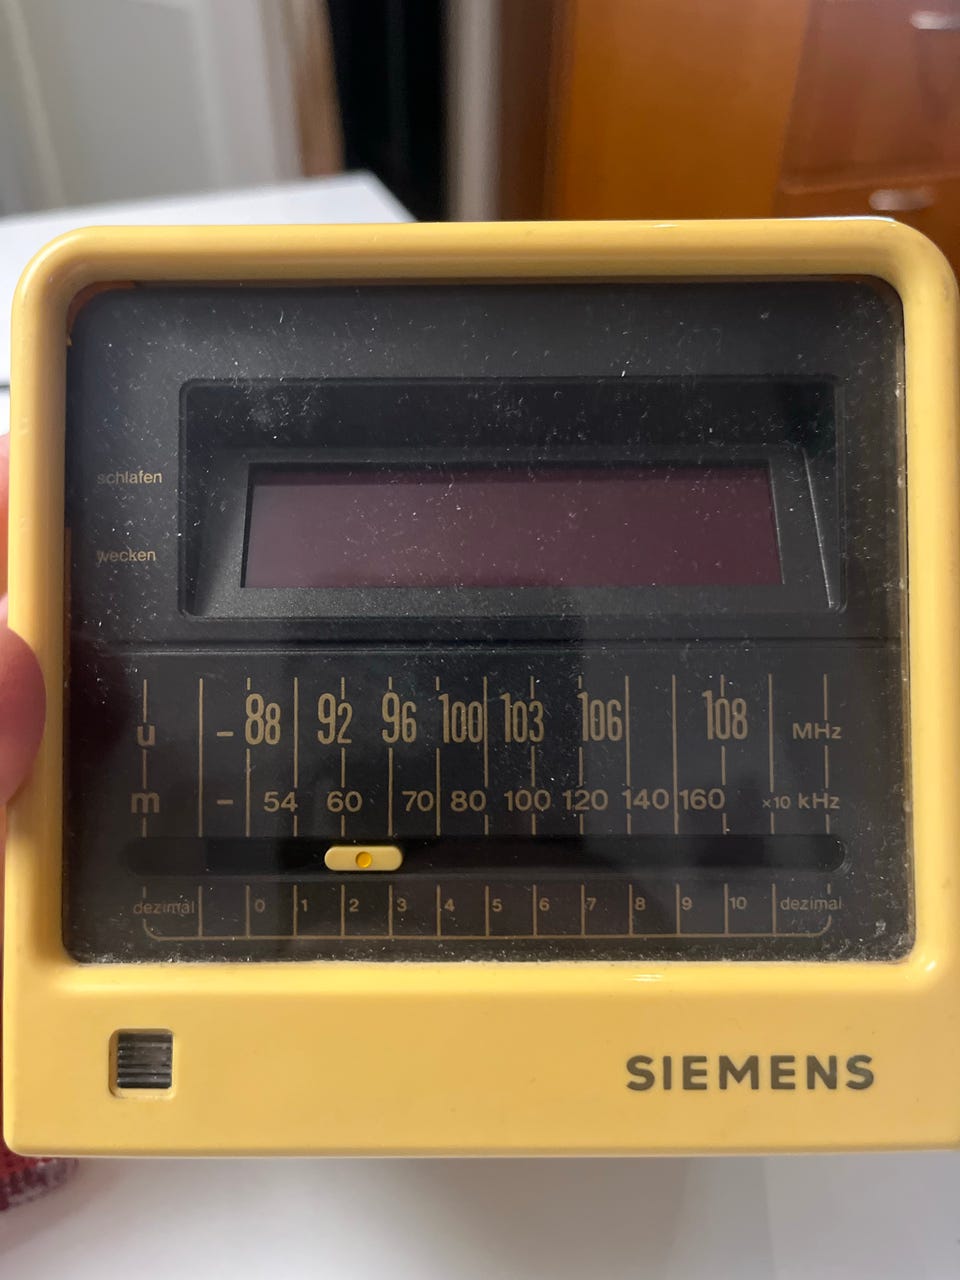 schlafen
wecken
u – 88 92 96 100 103 106 108 MHz
m – 54 60 70 80 100 120 140 160 ×10 kHz
dezimal 0 1 2 3 4 5 6 7 8 9 10 dezimal
SIEMENS